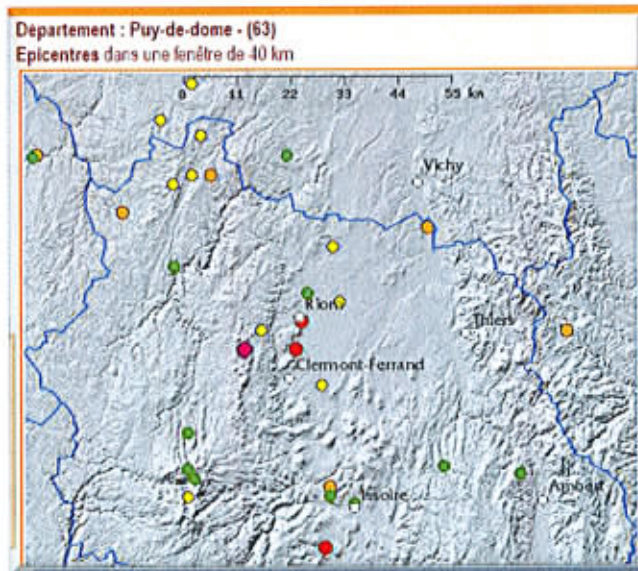 Département : Puy-de-dome - (63)
Epicentres dans une fenêtre de 40 km
0 11 22 33 44 55 km
Vichy
Riom
Thiers
Clermont-Ferrand
Issoire
Ambert